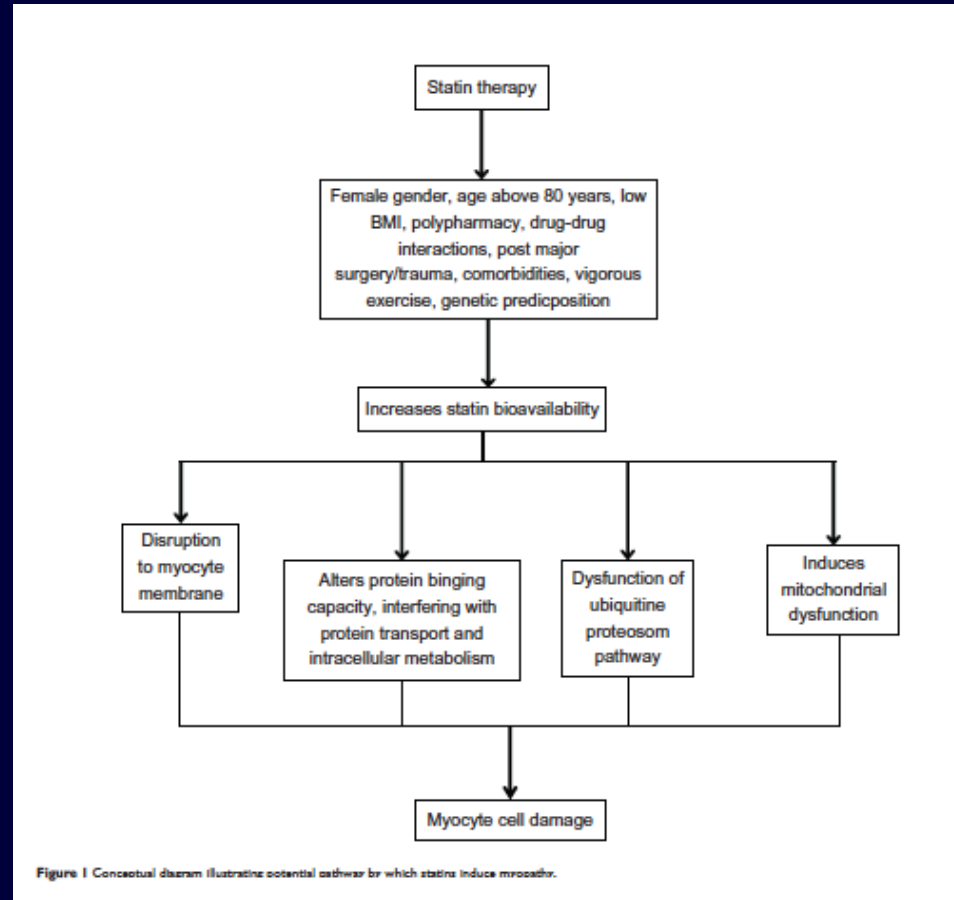 Statin therapy
Female gender, age above 80 years, low
BMI, polypharmacy, drug-drug
interactions, post major
surgery/trauma, comorbidities, vigorous
exercise, genetic predicposition
Increases statin bioavailability
Disruption
to myocyte
membrane
Alters protein binging
capacity, interfering with
protein transport and
intracellular metabolism
Dysfunction of
ubiquitine
proteosom
pathway
Induces
mitochondrial
dysfunction
Myocyte cell damage
Figure 1 Conceptual diagram illustrating potential pathway by which statins induce myopathy.